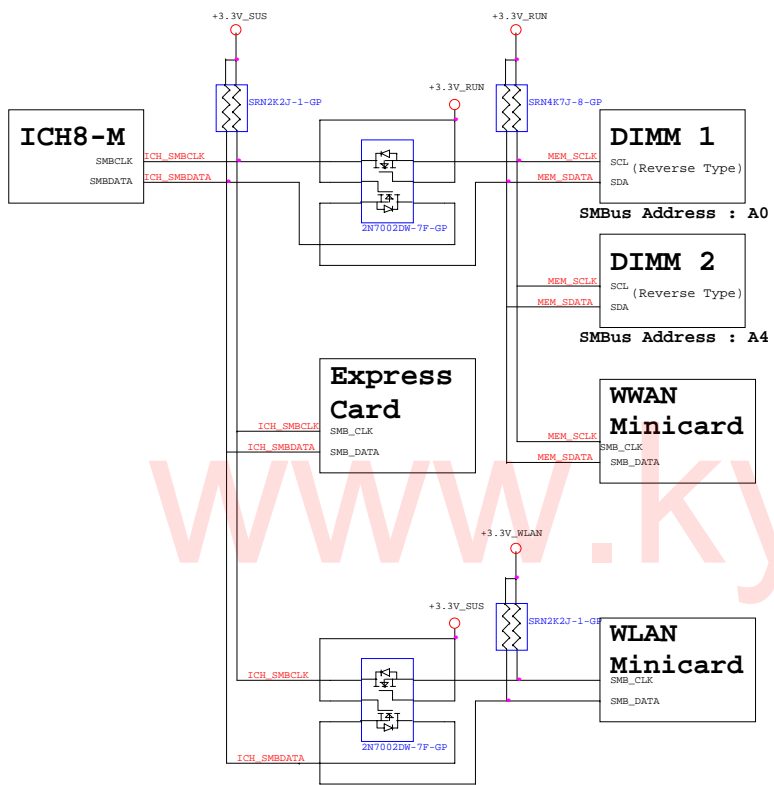 +3.3V_SUS
+3.3V_RUN
SRN2K2J-1-GP
+3.3V_RUN
SRN4K7J-8-GP
ICH8-M
SMBCLK
SMBDATA
ICH_SMBCLK
ICH_SMBDATA
2N7002DW-7F-GP
MEM_SCLK
MEM_SDATA
DIMM 1
SCL
(Reverse Type)
SDA
SMBus Address : A0
DIMM 2
MEM_SCLK
SCL
(Reverse Type)
MEM_SDATA
SDA
SMBus Address : A4
Express
Card
ICH_SMBCLK
SMB_CLK
ICH_SMBDATA
SMB_DATA
WWAN
Minicard
MEM_SCLK
SMB_CLK
MEM_SDATA
SMB_DATA
www.ky
+3.3V_WLAN
+3.3V_SUS
SRN2K2J-1-GP
WLAN
Minicard
ICH_SMBCLK
SMB_CLK
SMB_DATA
2N7002DW-7F-GP
ICH_SMBDATA